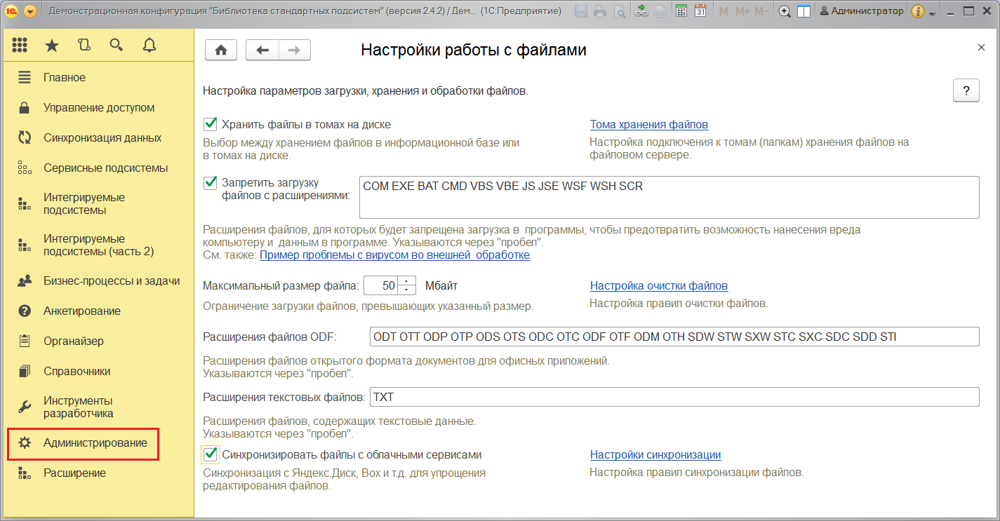 1С Демонстрационная конфигурация "Библиотека стандартных подсистем" (версия 2.4.2) / Дем... (1С:Предприятие) 31 M M+ M− Администратор i
Настройки работы с файлами
Главное
Управление доступом
Синхронизация данных
Сервисные подсистемы
Интегрируемые
подсистемы
Интегрируемые
подсистемы (часть 2)
Бизнес-процессы и задачи
Анкетирование
Органайзер
Справочники
Инструменты
разработчика
Администрирование
Расширение
Настройка параметров загрузки, хранения и обработки файлов. ?
Хранить файлы в томах на диске Тома хранения файлов
Выбор между хранением файлов в информационной базе или
в томах на диске.
Настройка подключения к томам (папкам) хранения файлов на
файловом сервере.
Запретить загрузку
файлов с расширениями:
COM EXE BAT CMD VBS VBE JS JSE WSF WSH SCR
Расширения файлов, для которых будет запрещена загрузка в  программы, чтобы предотвратить возможность нанесения вреда
компьютеру и  данным в программе. Указываются через "пробел".
См. также: Пример проблемы с вирусом во внешней  обработке.
Максимальный размер файла: 50 Мбайт Настройка очистки файлов
Ограничение загрузки файлов, превышающих указанный размер. Настройка правил очистки файлов.
Расширения файлов ODF: ODT OTT ODP OTP ODS OTS ODC OTC ODF OTF ODM OTH SDW STW SXW STC SXC SDC SDD STI
Расширения файлов открытого формата документов для офисных приложений.
Указываются через "пробел".
Расширения текстовых файлов: TXT
Расширения файлов, содержащих текстовые данные.
Указываются через "пробел".
Синхронизировать файлы с облачными сервисами Настройки синхронизации
Синхронизация с Яндекс.Диск, Box и т.д. для упрощения
редактирования файлов.
Настройка правил синхронизации файлов.